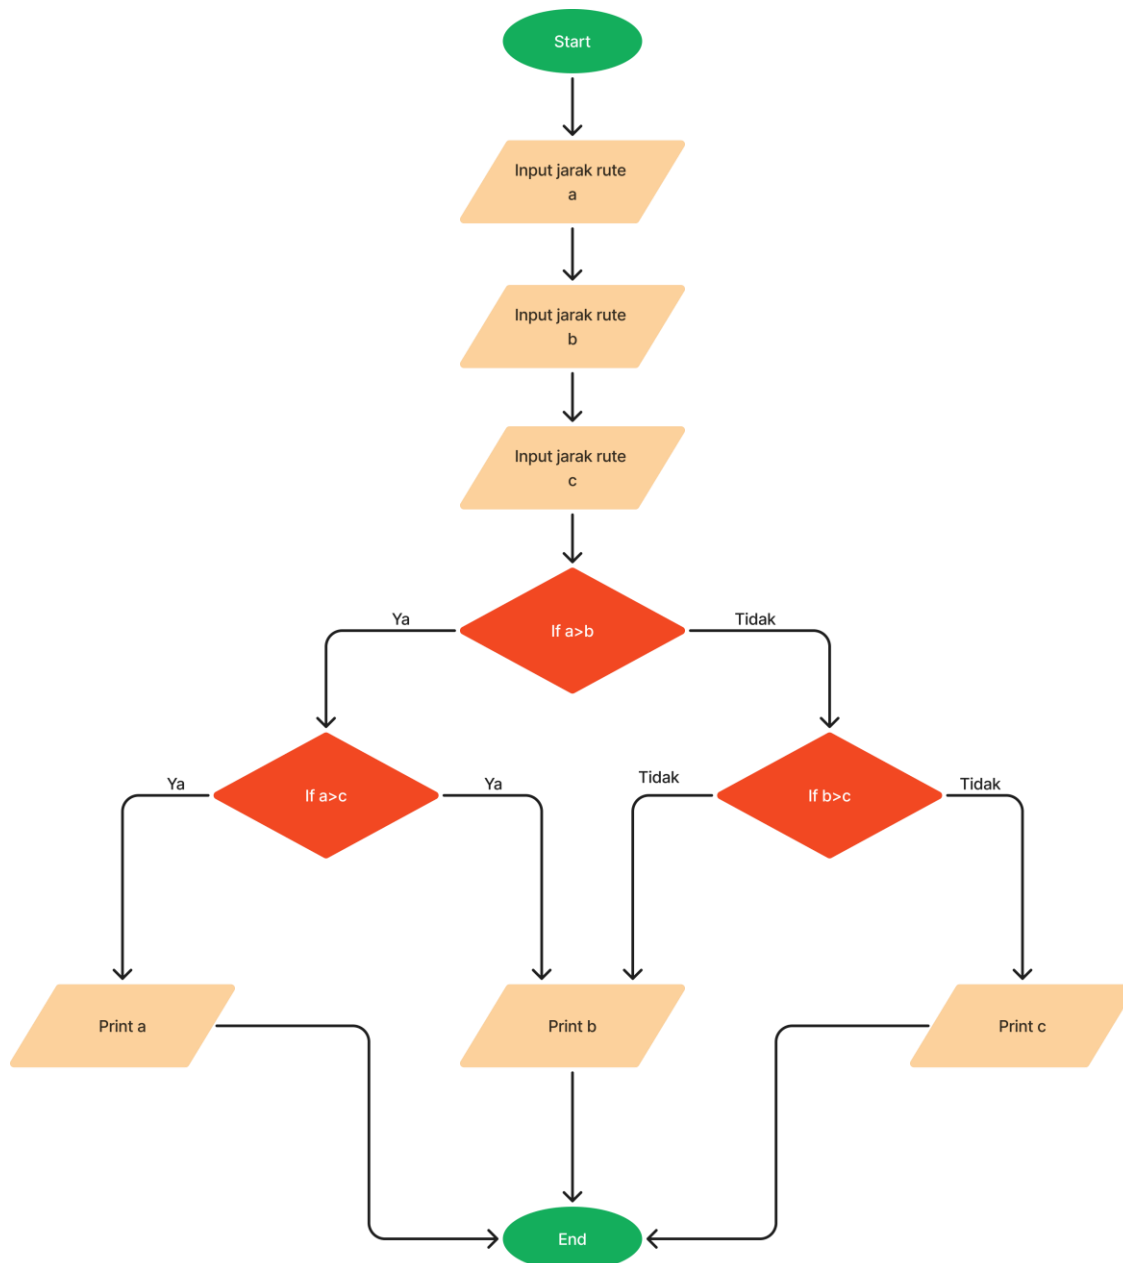 Start
Input jarak rute
a
Input jarak rute
b
Input jarak rute
c
If a>b
Ya
Tidak
If a>c
Ya
Ya
If b>c
Tidak
Tidak
Print a
Print b
Print c
End